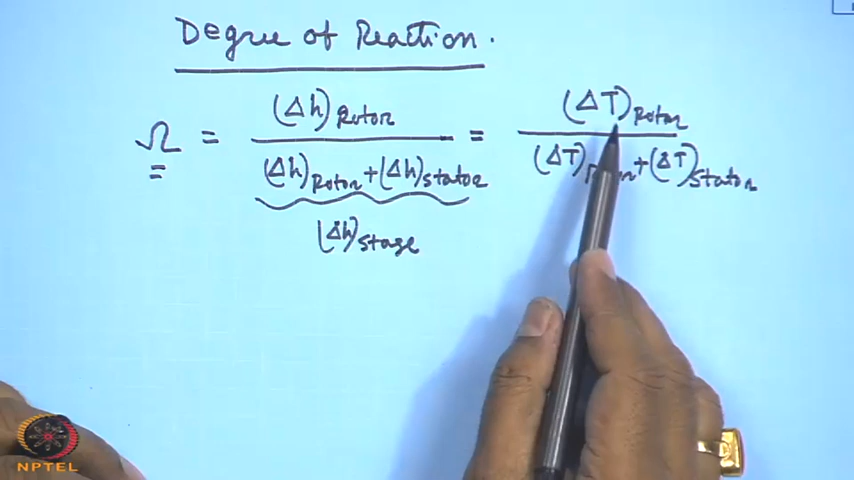 Degree of Reaction.
Ω = (Δh)Rotor / (Δh)Rotor+(Δh)Stator = (ΔT)Rotor / (ΔT) +(ΔT)Stator
(Δh)Stage
NPTEL